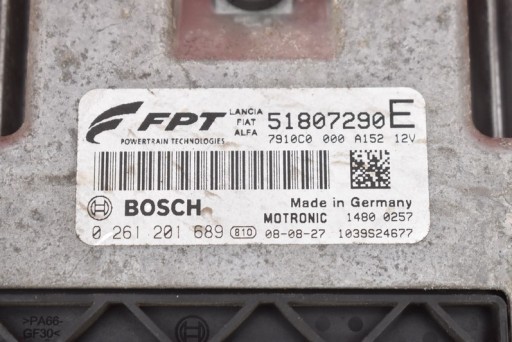 FPT
POWERTRAIN TECHNOLOGIES
LANCIA
FIAT
ALFA
51807290 E
7910C0 000 A152 12V
BOSCH
Made in Germany
MOTRONIC 1480 0257
0 261 201 689 810 08-08-27 1039S24677
>PA66-
GF30<